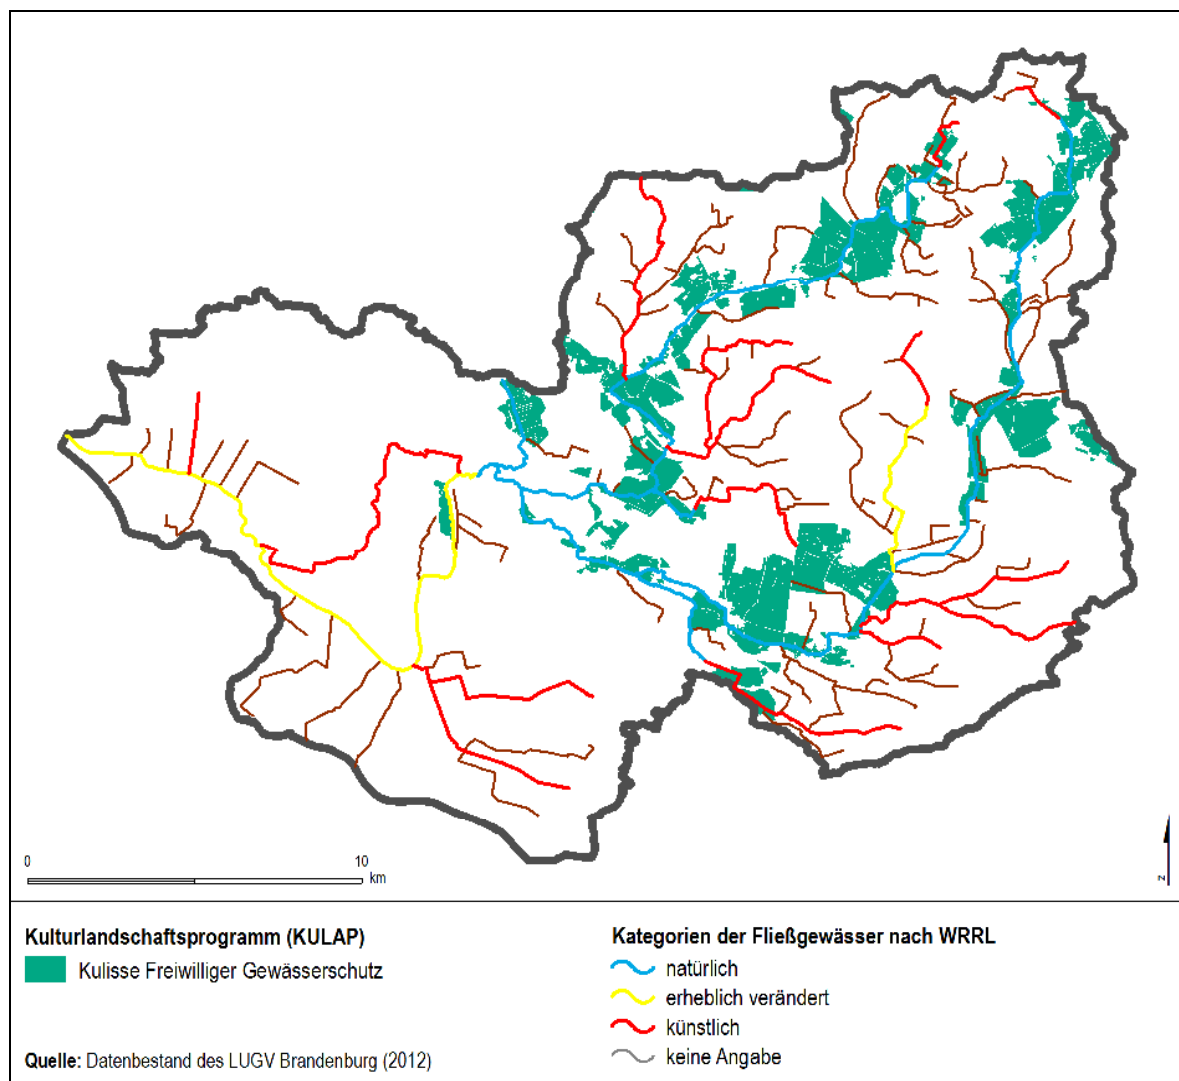 0 10
km
z
Kulturlandschaftsprogramm (KULAP)
Kulisse Freiwilliger Gewässerschutz
Quelle: Datenbestand des LUGV Brandenburg (2012)
Kategorien der Fließgewässer nach WRRL
natürlich
erheblich verändert
künstlich
keine Angabe